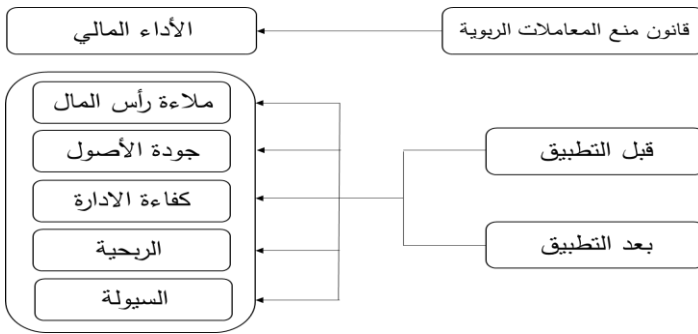 قانون منع المعاملات الربوية
الأداء المالي
ملاءة رأس المال
جودة الأصول
كفاءة الادارة
الربحية
السيولة
قبل التطبيق
بعد التطبيق